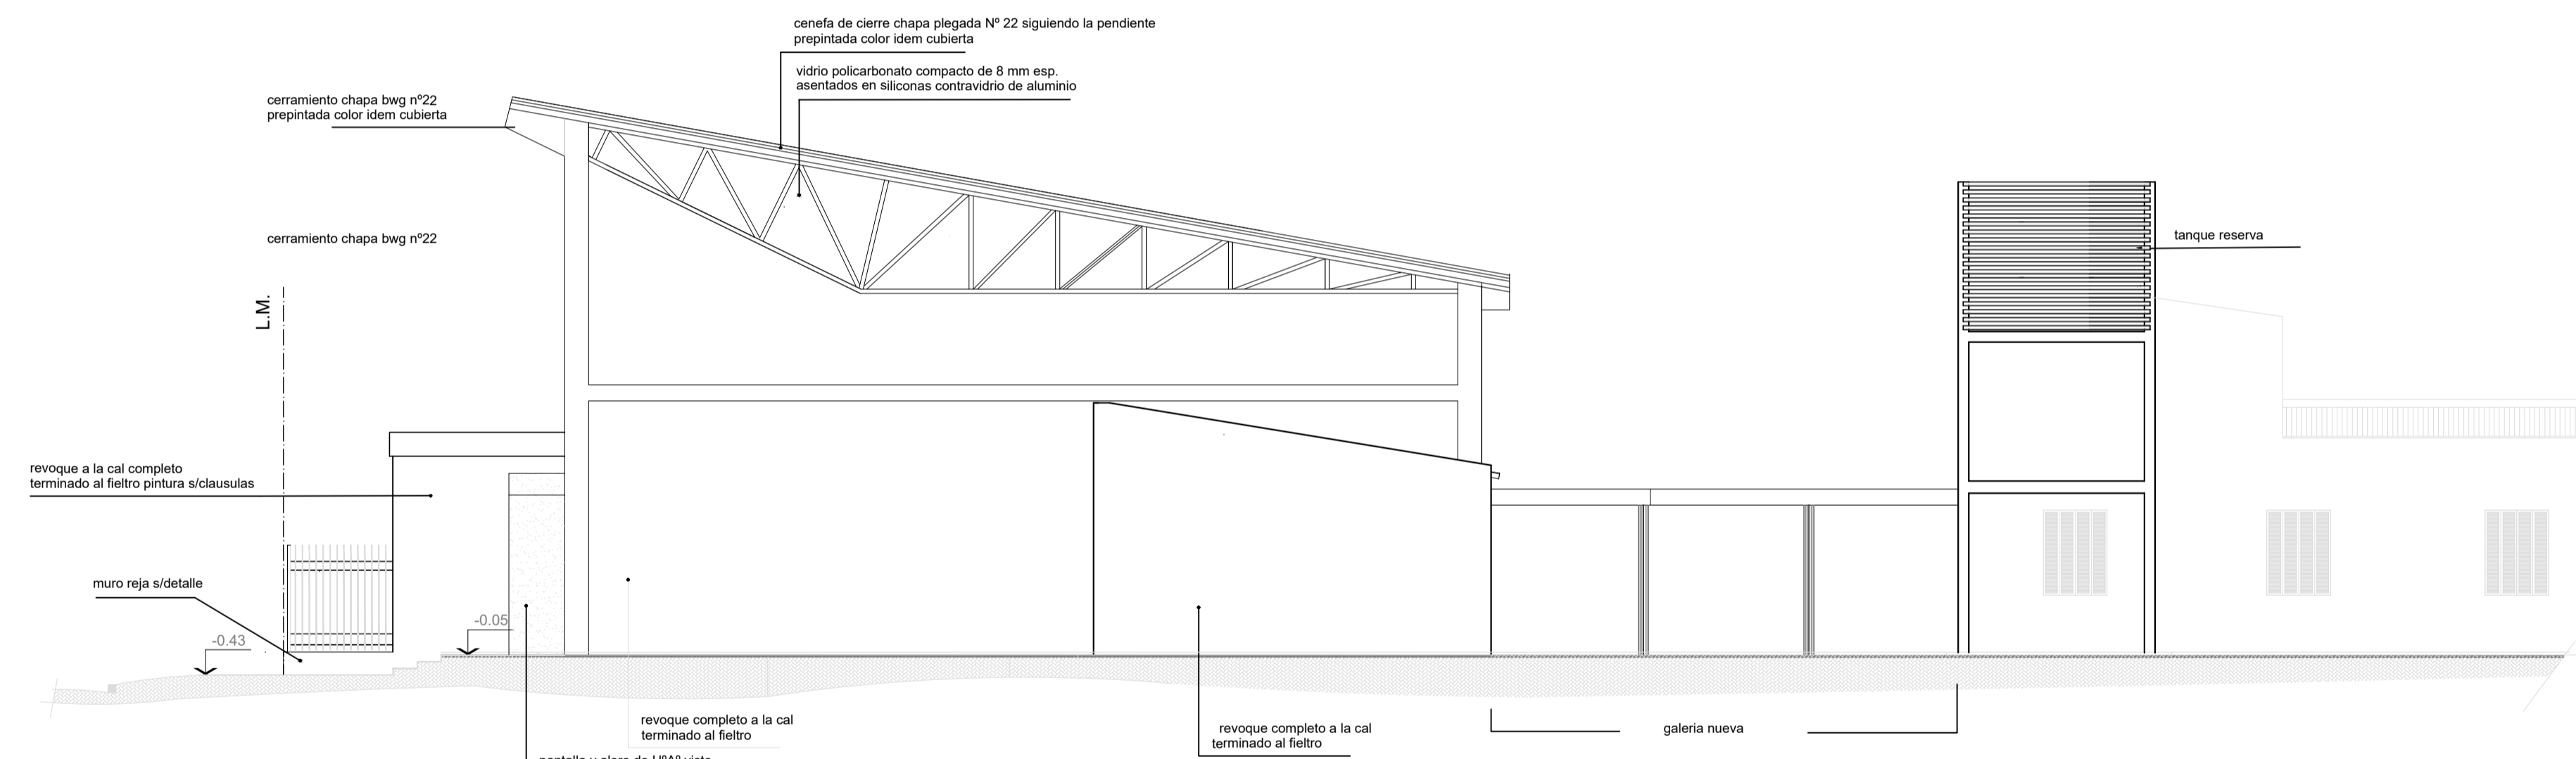 cenefa de cierre chapa plegada Nº 22 siguiendo la pendiente
prepintada color idem cubierta
vidrio policarbonato compacto de 8 mm esp.
asentados en siliconas contravidrio de aluminio
cerramiento chapa bwg nº22
prepintada color idem cubierta
cerramiento chapa bwg nº22
tanque reserva
L.M.
revoque a la cal completo
terminado al fieltro pintura s/clausulas
muro reja s/detalle
-0.43
-0.05
revoque completo a la cal
terminado al fieltro
revoque completo a la cal
terminado al fieltro
galeria nueva